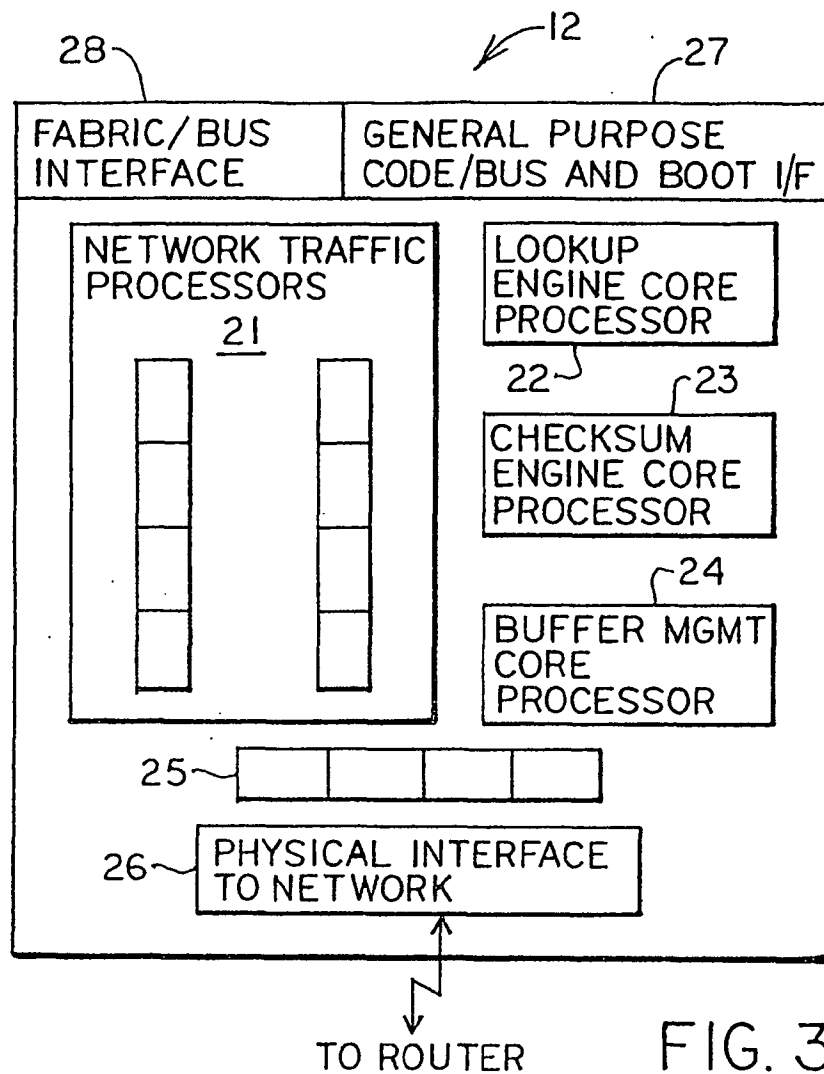 12
28
27
FABRIC/BUS
INTERFACE
GENERAL PURPOSE
CODE/BUS AND BOOT I/F
NETWORK TRAFFIC
PROCESSORS
21
LOOKUP
ENGINE CORE
PROCESSOR
22
23
CHECKSUM
ENGINE CORE
PROCESSOR
24
BUFFER MGMT
CORE
PROCESSOR
25
26
PHYSICAL INTERFACE
TO NETWORK
TO ROUTER
FIG. 3